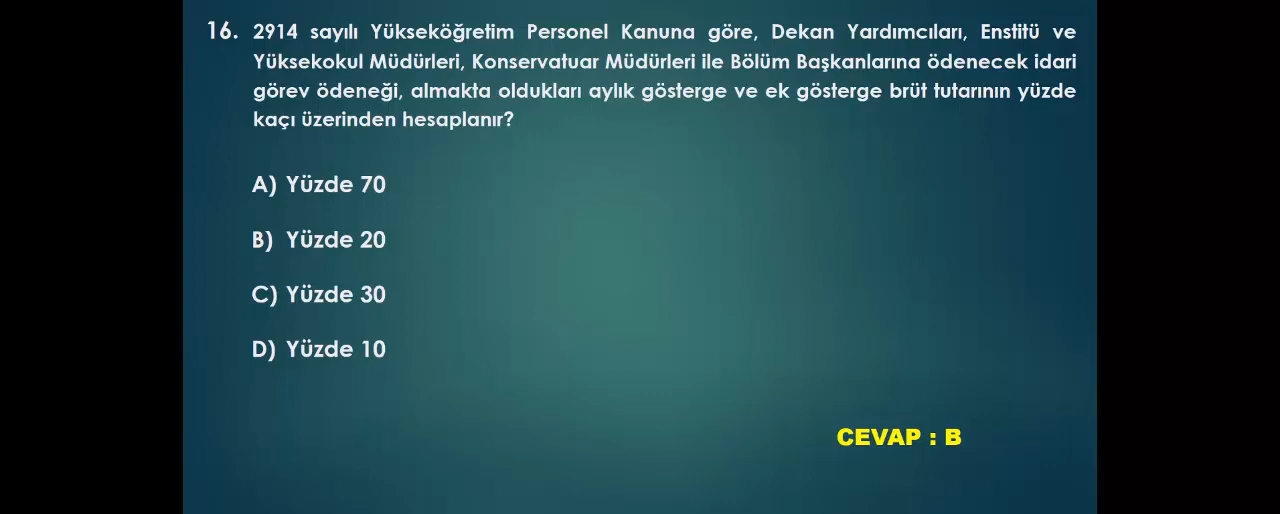 16. 2914 sayılı Yükseköğretim Personel Kanuna göre, Dekan Yardımcıları, Enstitü ve
Yüksekokul Müdürleri, Konservatuar Müdürleri ile Bölüm Başkanlarına ödenecek idari
görev ödeneği, almakta oldukları aylık gösterge ve ek gösterge brüt tutarının yüzde
kaçı üzerinden hesaplanır?
A) Yüzde 70
B) Yüzde 20
C) Yüzde 30
D) Yüzde 10
CEVAP : B